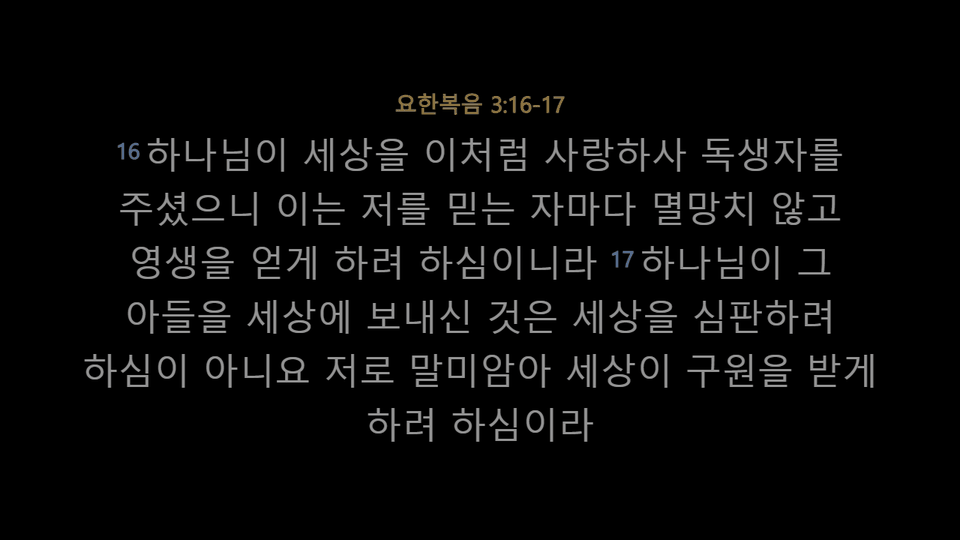 요한복음 3:16-17
16 하나님이 세상을 이처럼 사랑하사 독생자를
주셨으니 이는 저를 믿는 자마다 멸망치 않고
영생을 얻게 하려 하심이니라 17 하나님이 그
아들을 세상에 보내신 것은 세상을 심판하려
하심이 아니요 저로 말미암아 세상이 구원을 받게
하려 하심이라